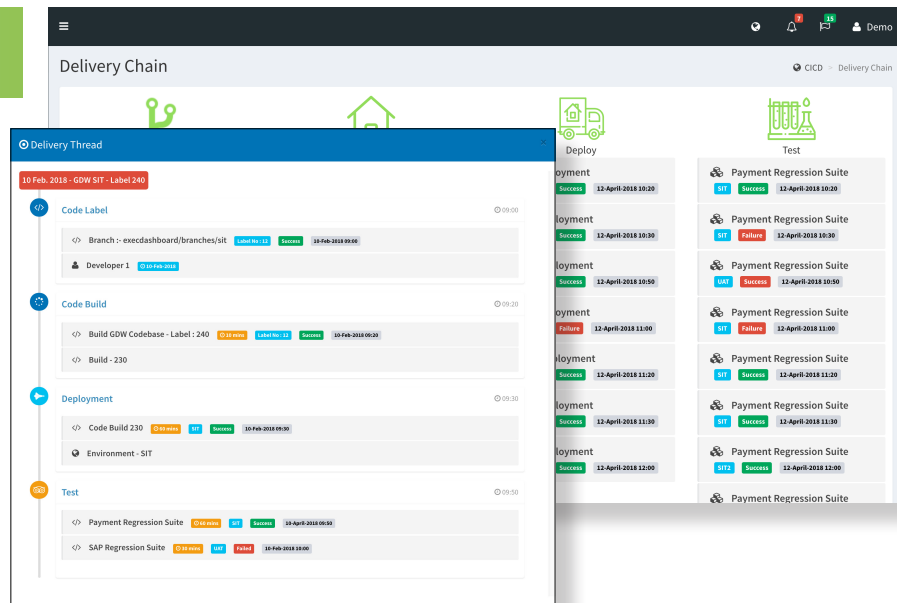 7
15
Demo
Delivery Chain
CICD > Delivery Chain
Deploy
Test
Delivery Thread
×
10 Feb. 2018 - GDW SIT - Label 240
Code Label
09:00
Branch :- execdashboard/branches/sit Label No : 12 Success 10-Feb-2018 09:00
Developer 1 10-Feb-2018
Code Build
09:20
Build GDW Codebase - Label : 240 10 mins Label No : 12 Success 10-Feb-2018 09:20
Build - 230
Deployment
09:30
Code Build 230 60 mins SIT Success 10-Feb-2018 09:30
Environment - SIT
Test
09:50
Payment Regression Suite 60 mins SIT Success 10-April-2018 09:50
SAP Regression Suite 30 mins UAT Failed 10-Feb-2018 10:00
oyment
Success 12-April-2018 10:20
loyment
Success 12-April-2018 10:30
loyment
Success 12-April-2018 10:50
oyment
Failure 12-April-2018 11:00
loyment
Success 12-April-2018 11:20
loyment
Success 12-April-2018 11:30
loyment
Success 12-April-2018 12:00
Payment Regression Suite
SIT Success 12-April-2018 10:20
Payment Regression Suite
SIT Failure 12-April-2018 10:30
Payment Regression Suite
UAT Success 12-April-2018 10:50
Payment Regression Suite
SIT Failure 12-April-2018 11:00
Payment Regression Suite
SIT Success 12-April-2018 11:20
Payment Regression Suite
SIT Success 12-April-2018 11:30
Payment Regression Suite
SIT2 Success 12-April-2018 12:00
Payment Regression Suite